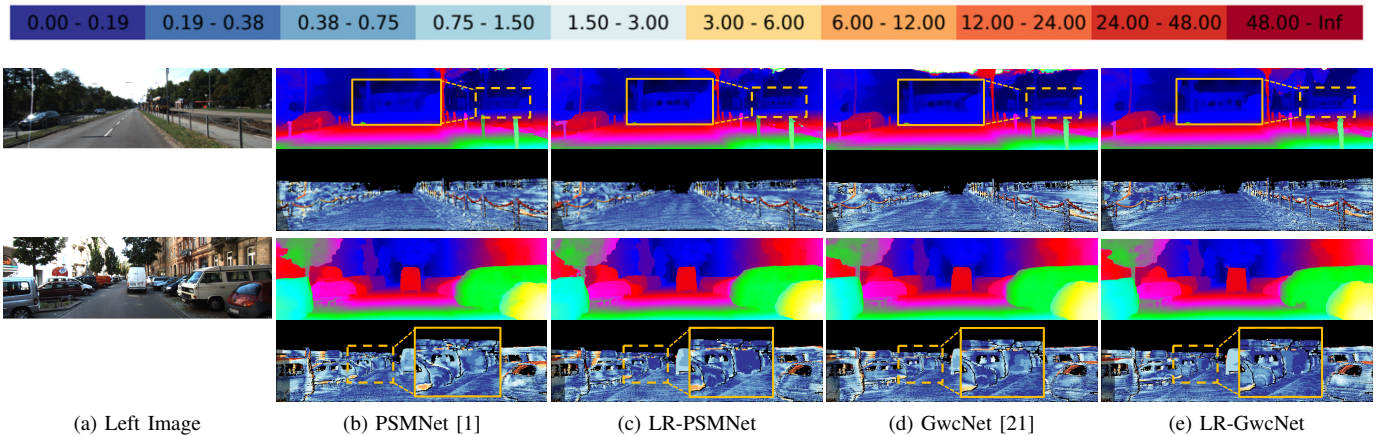 0.00 - 0.19 0.19 - 0.38 0.38 - 0.75 0.75 - 1.50 1.50 - 3.00 3.00 - 6.00 6.00 - 12.00 12.00 - 24.00 24.00 - 48.00 48.00 - Inf
(a) Left Image (b) PSMNet [1] (c) LR-PSMNet (d) GwcNet [21] (e) LR-GwcNet